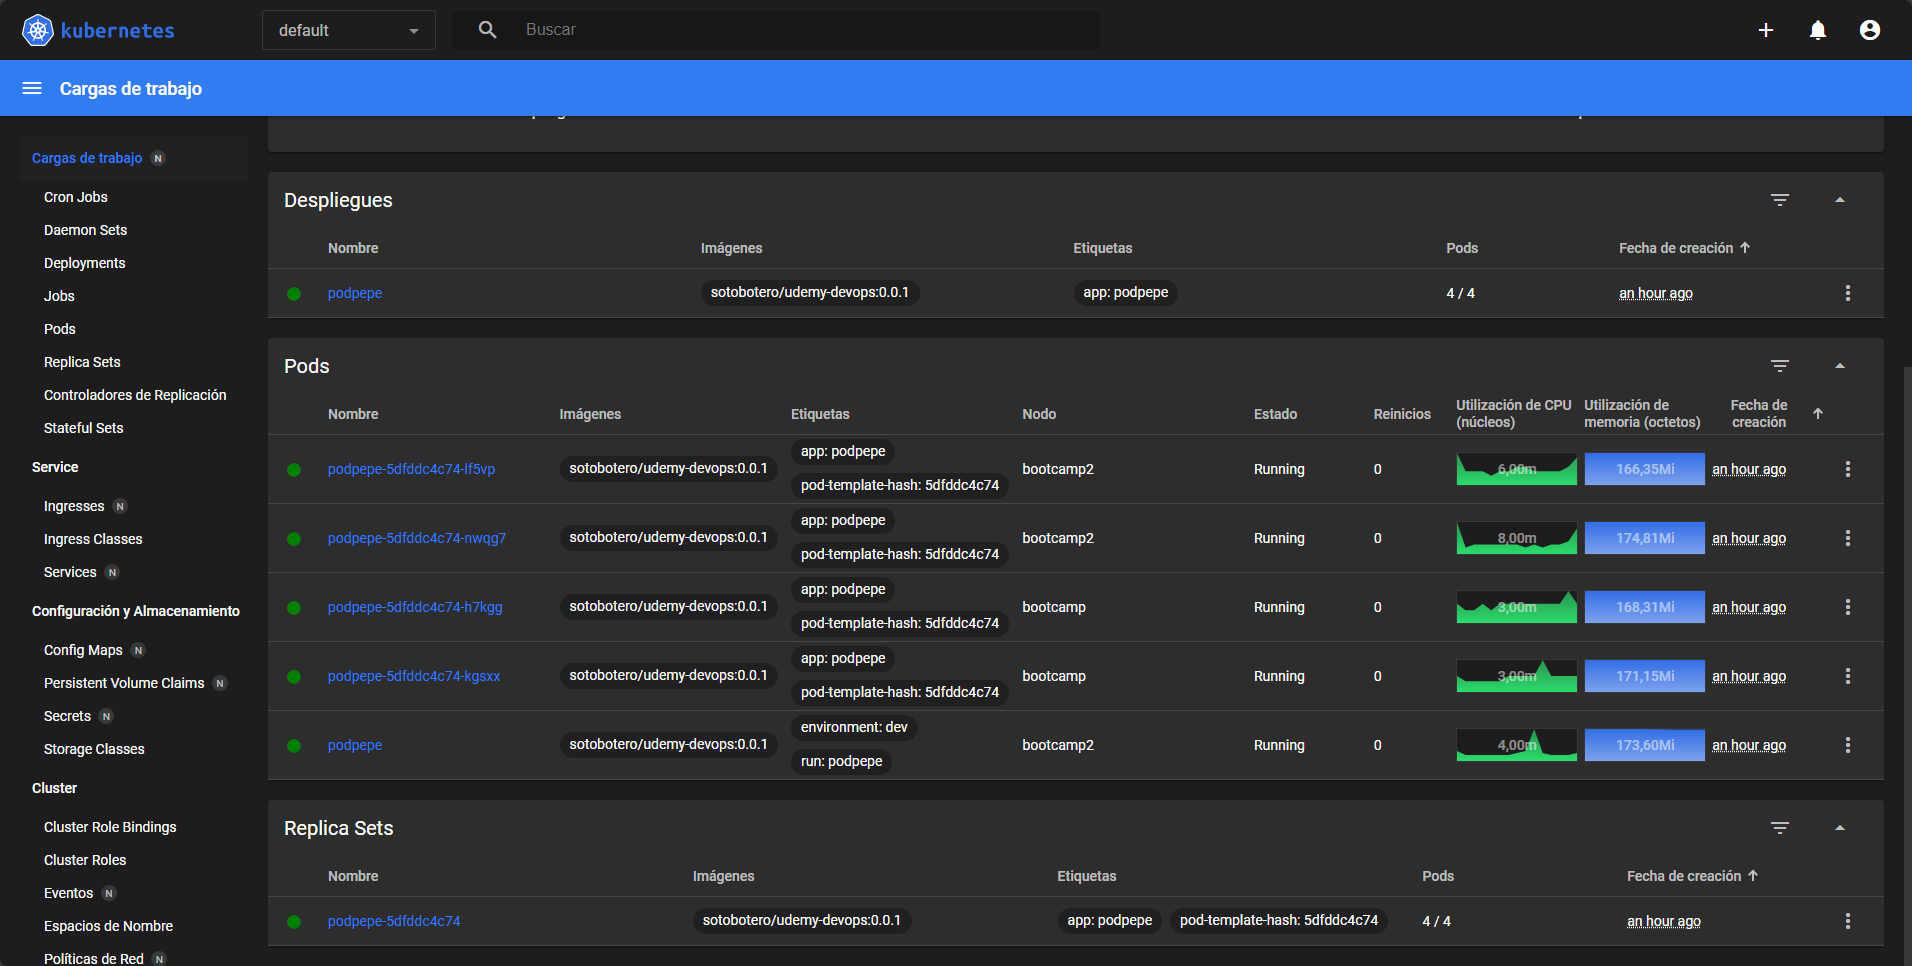 kubernetes
default
Buscar
Cargas de trabajo
Cargas de trabajo N
Cron Jobs
Daemon Sets
Deployments
Jobs
Pods
Replica Sets
Controladores de Replicación
Stateful Sets
Service
Ingresses N
Ingress Classes
Services N
Configuración y Almacenamiento
Config Maps N
Persistent Volume Claims N
Secrets N
Storage Classes
Cluster
Cluster Role Bindings
Cluster Roles
Eventos N
Espacios de Nombre
Políticas de Red N
Despliegues
Nombre Imágenes Etiquetas Pods Fecha de creación
podpepe sotobotero/udemy-devops:0.0.1 app: podpepe 4 / 4 an hour ago
Pods
Nombre Imágenes Etiquetas Nodo Estado Reinicios Utilización de CPU (núcleos) Utilización de memoria (octetos) Fecha de creación
podpepe-5dfddc4c74-lf5vp sotobotero/udemy-devops:0.0.1 app: podpepe pod-template-hash: 5dfddc4c74 bootcamp2 Running 0 6,00m 166,35Mi an hour ago
podpepe-5dfddc4c74-nwqg7 sotobotero/udemy-devops:0.0.1 app: podpepe pod-template-hash: 5dfddc4c74 bootcamp2 Running 0 8,00m 174,81Mi an hour ago
podpepe-5dfddc4c74-h7kgg sotobotero/udemy-devops:0.0.1 app: podpepe pod-template-hash: 5dfddc4c74 bootcamp Running 0 3,00m 168,31Mi an hour ago
podpepe-5dfddc4c74-kgsxx sotobotero/udemy-devops:0.0.1 app: podpepe pod-template-hash: 5dfddc4c74 bootcamp Running 0 3,00m 171,15Mi an hour ago
podpepe sotobotero/udemy-devops:0.0.1 environment: dev run: podpepe bootcamp2 Running 0 4,00m 173,60Mi an hour ago
Replica Sets
Nombre Imágenes Etiquetas Pods Fecha de creación
podpepe-5dfddc4c74 sotobotero/udemy-devops:0.0.1 app: podpepe pod-template-hash: 5dfddc4c74 4 / 4 an hour ago